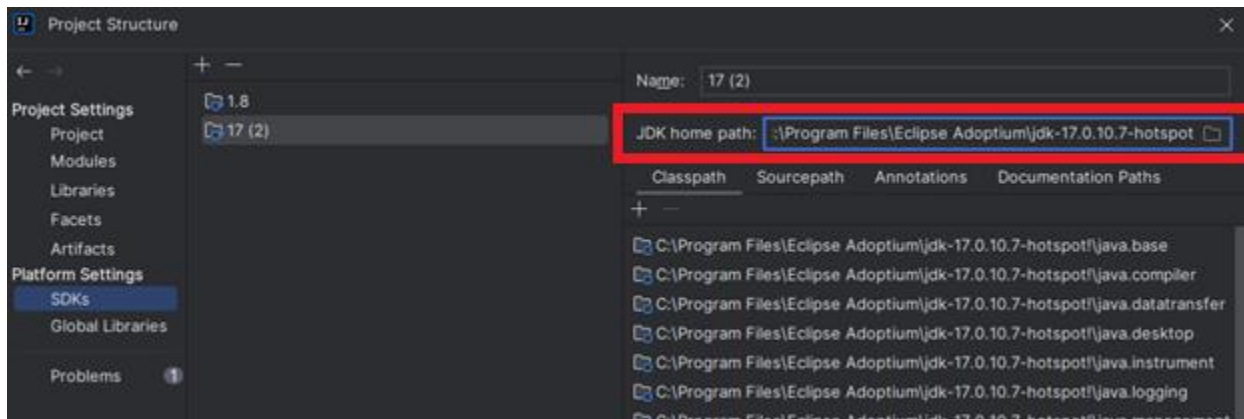 Project Structure
Project Settings
Project
Modules
Libraries
Facets
Artifacts
Platform Settings
SDKs
Global Libraries
Problems 1
1.8
17 (2)
Name: 17 (2)
JDK home path: :\Program Files\Eclipse Adoptium\jdk-17.0.10.7-hotspot
Classpath Sourcepath Annotations Documentation Paths
C:\Program Files\Eclipse Adoptium\jdk-17.0.10.7-hotspot!\java.base
C:\Program Files\Eclipse Adoptium\jdk-17.0.10.7-hotspot!\java.compiler
C:\Program Files\Eclipse Adoptium\jdk-17.0.10.7-hotspot!\java.datatransfer
C:\Program Files\Eclipse Adoptium\jdk-17.0.10.7-hotspot!\java.desktop
C:\Program Files\Eclipse Adoptium\jdk-17.0.10.7-hotspot!\java.instrument
C:\Program Files\Eclipse Adoptium\jdk-17.0.10.7-hotspot!\java.logging